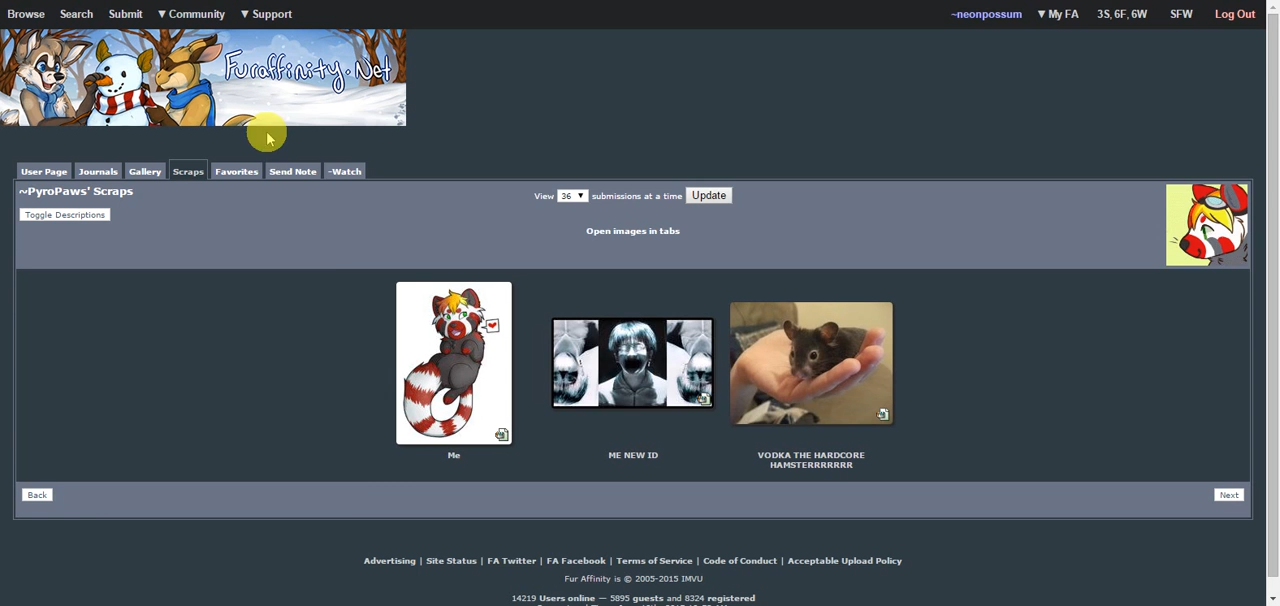 Browse Search Submit ▼ Community ▼ Support ~neonpossum ▼ My FA 3S, 6F, 6W SFW Log Out
Furaffinity.Net
User Page Journals Gallery Scraps Favorites Send Note -Watch
~PyroPaws' Scraps
View 36 ▼ submissions at a time Update
Toggle Descriptions
Open images in tabs
Me
ME NEW ID
VODKA THE HARDCORE
HAMSTERRRRRRR
Back Next
Advertising | Site Status | FA Twitter | FA Facebook | Terms of Service | Code of Conduct | Acceptable Upload Policy
Fur Affinity is © 2005-2015 IMVU
14219 Users online — 5895 guests and 8324 registered